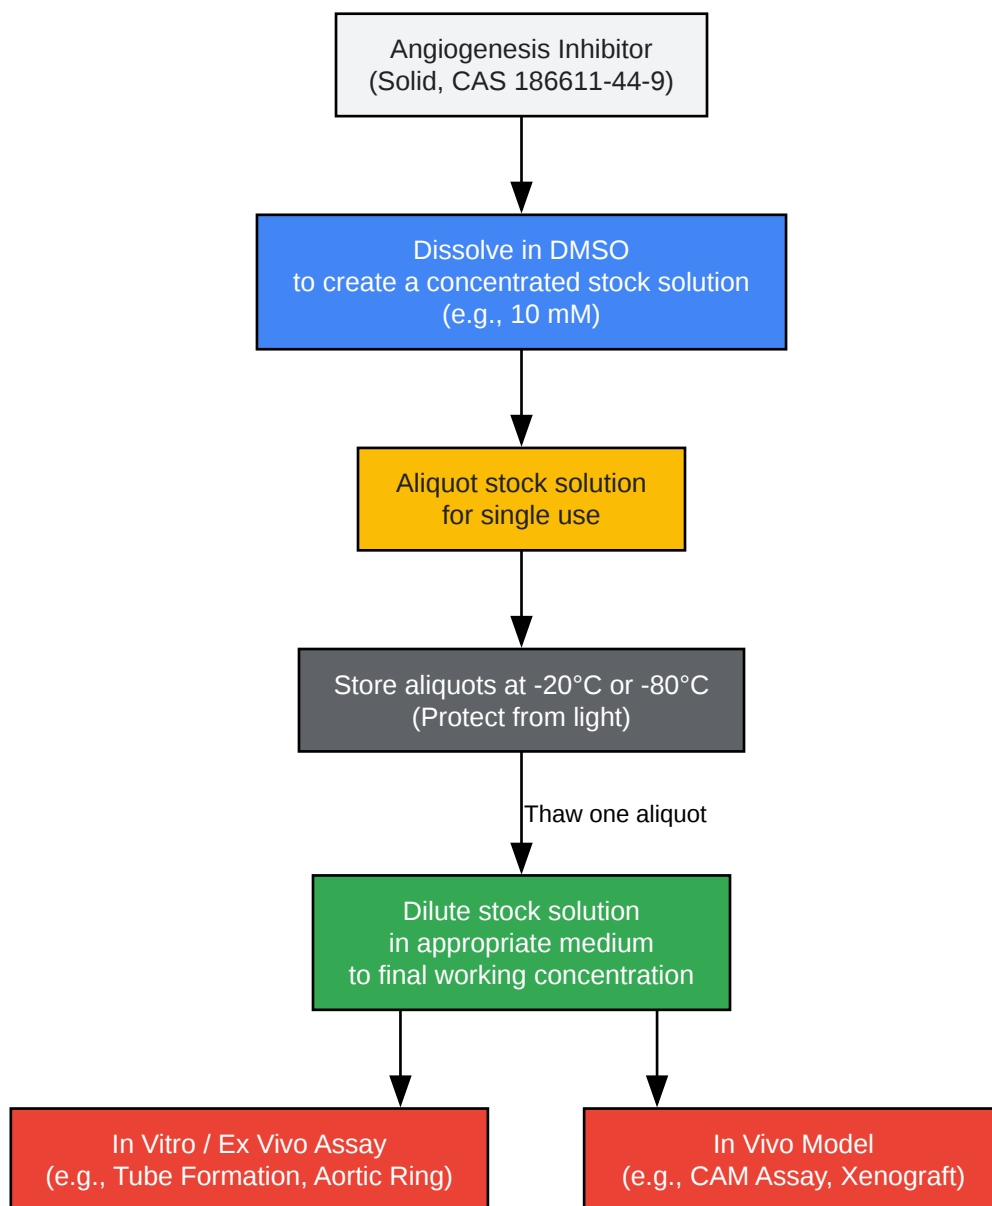 Angiogenesis Inhibitor
(Solid, CAS 186611-44-9)
Dissolve in DMSO
to create a concentrated stock solution
(e.g., 10 mM)
Aliquot stock solution
for single use
Store aliquots at -20°C or -80°C
(Protect from light)
Thaw one aliquot
Dilute stock solution
in appropriate medium
to final working concentration
In Vitro / Ex Vivo Assay
(e.g., Tube Formation, Aortic Ring)
In Vivo Model
(e.g., CAM Assay, Xenograft)